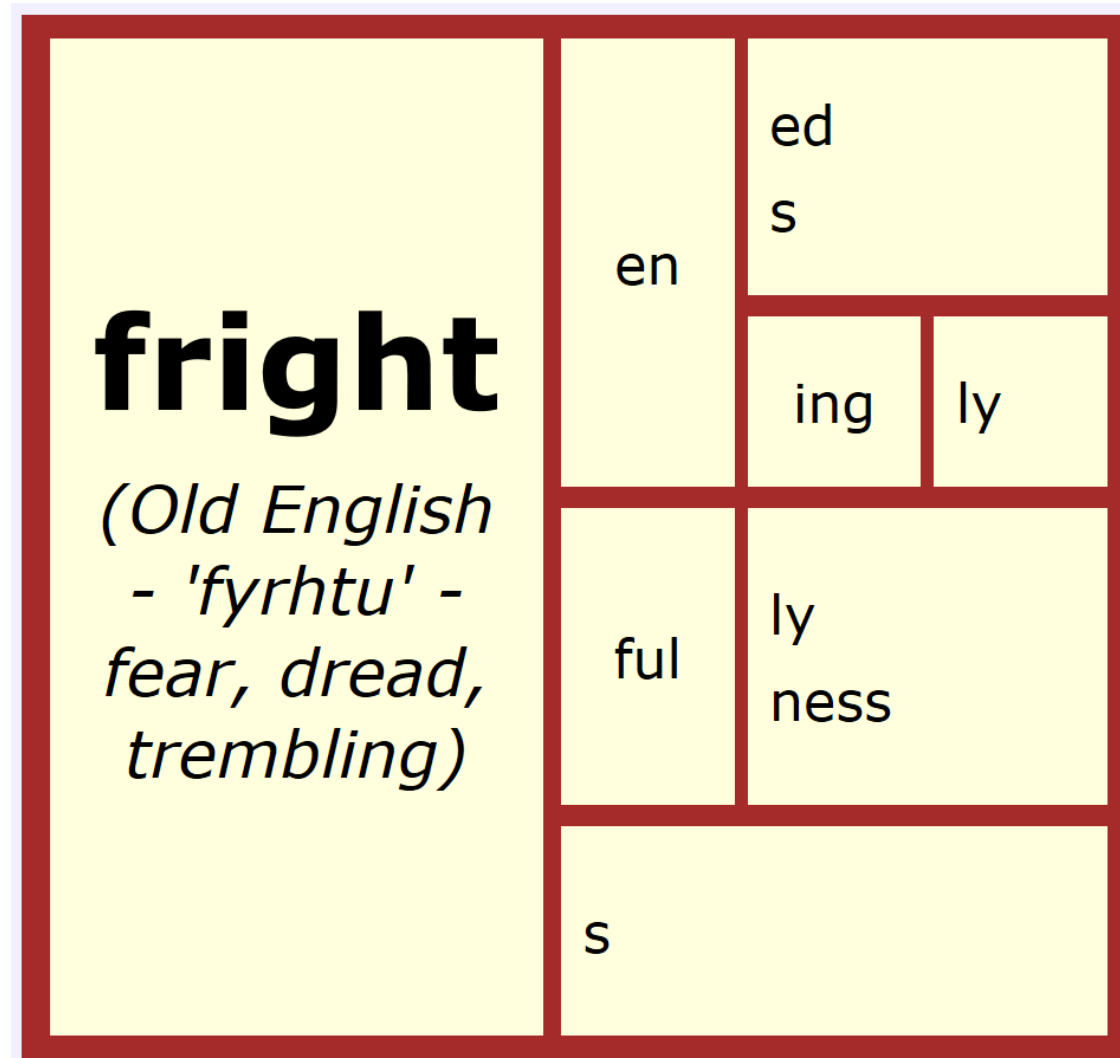 fright
(Old English
- 'fyrhtu' -
fear, dread,
trembling)
en
ed
s
ing
ly
ful
ly
ness
s